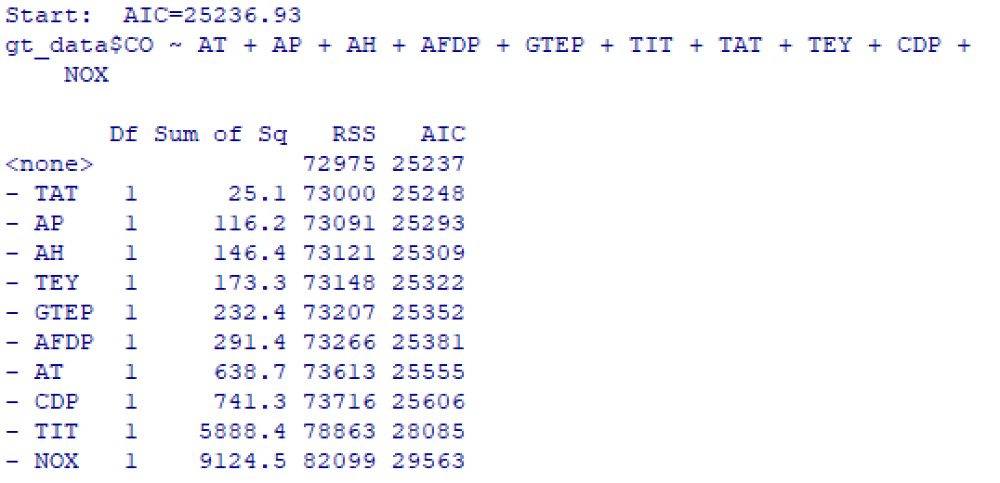 Start:  AIC=25236.93
gt_data$CO ~ AT + AP + AH + AFDP + GTEP + TIT + TAT + TEY + CDP +
    NOX

       Df Sum of Sq   RSS   AIC
<none>              72975 25237
- TAT   1      25.1 73000 25248
- AP    1     116.2 73091 25293
- AH    1     146.4 73121 25309
- TEY   1     173.3 73148 25322
- GTEP  1     232.4 73207 25352
- AFDP  1     291.4 73266 25381
- AT    1     638.7 73613 25555
- CDP   1     741.3 73716 25606
- TIT   1    5888.4 78863 28085
- NOX   1    9124.5 82099 29563